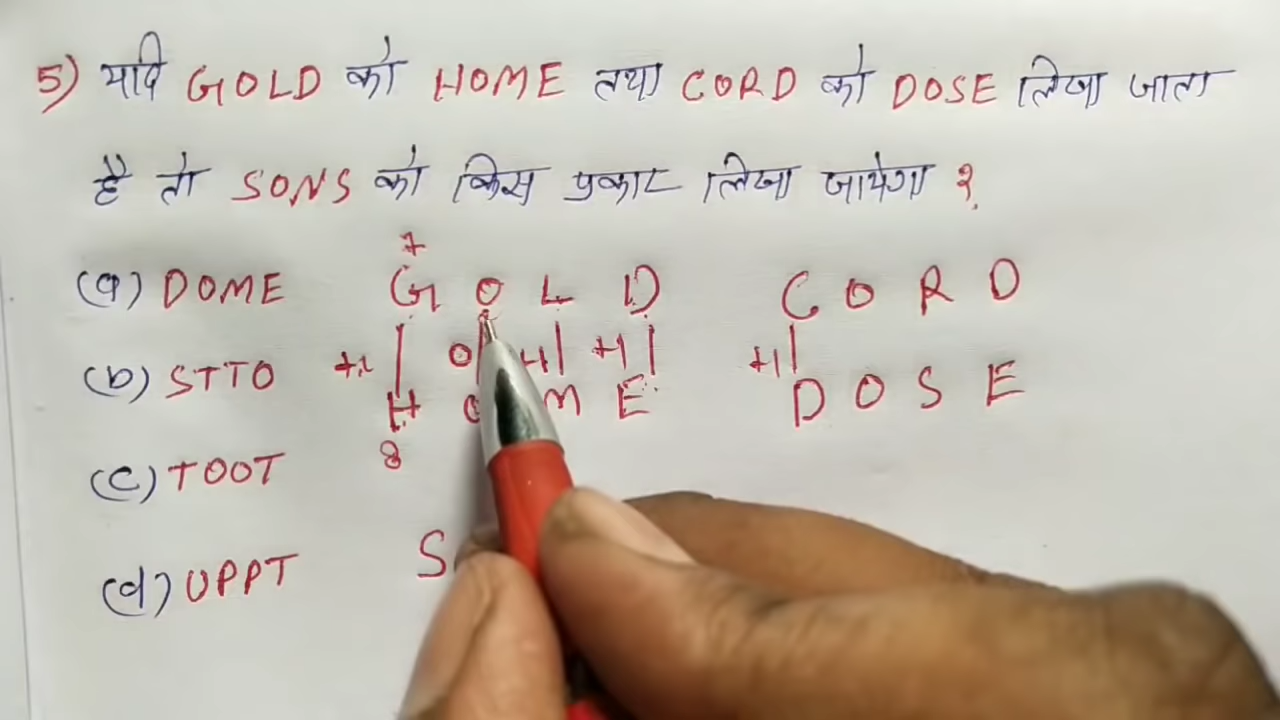 5) यदि GOLD को HOME तथा CORD को DOSE लिखा जाता
है तो SONS को किस प्रकार लिखा जायेगा ?
(a) DOME
(b) STTO
(c) TOOT
(d) UPPT
7
G O L D
+1 0 +1 +1
H O M E
8
C O R D
+1
D O S E
S